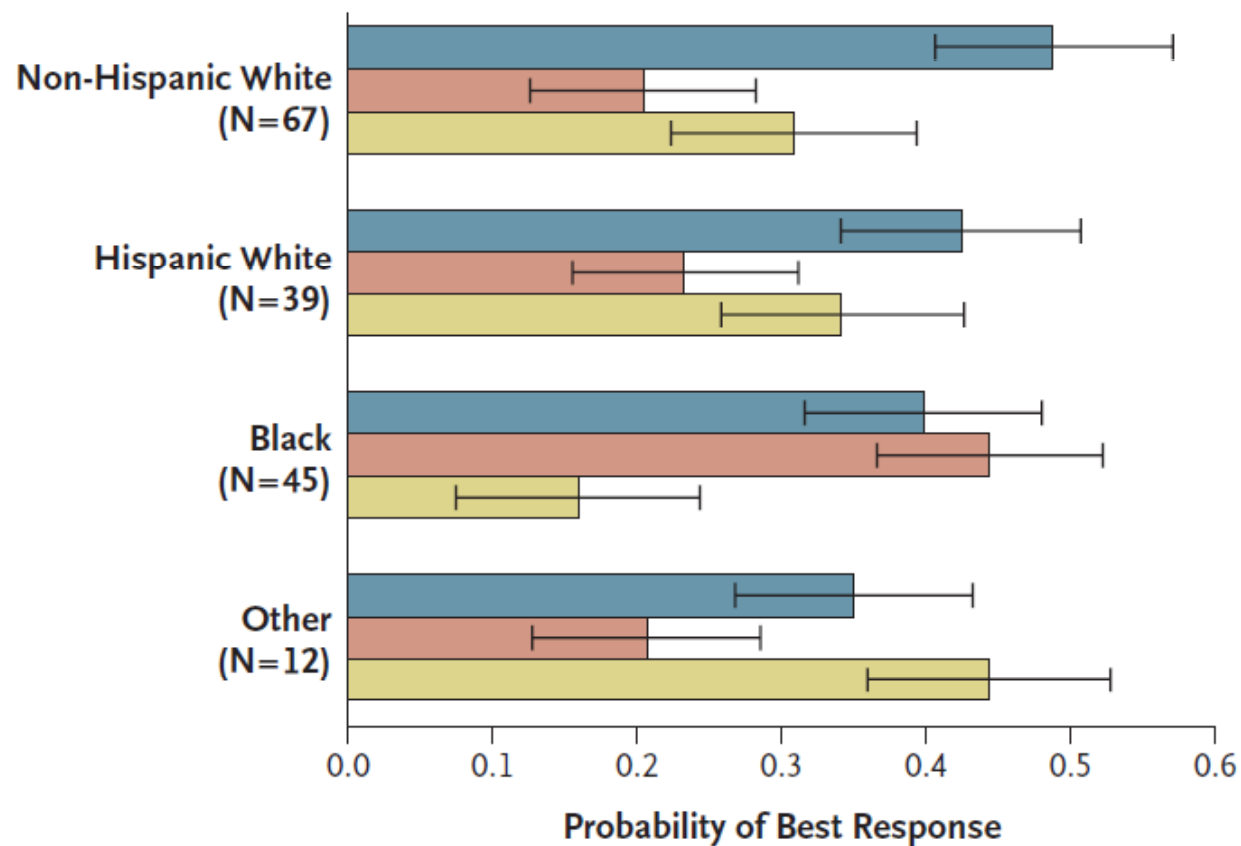 Non-Hispanic White
(N=67)
Hispanic White
(N=39)
Black
(N=45)
Other
(N=12)
0.0 0.1 0.2 0.3 0.4 0.5 0.6
Probability of Best Response